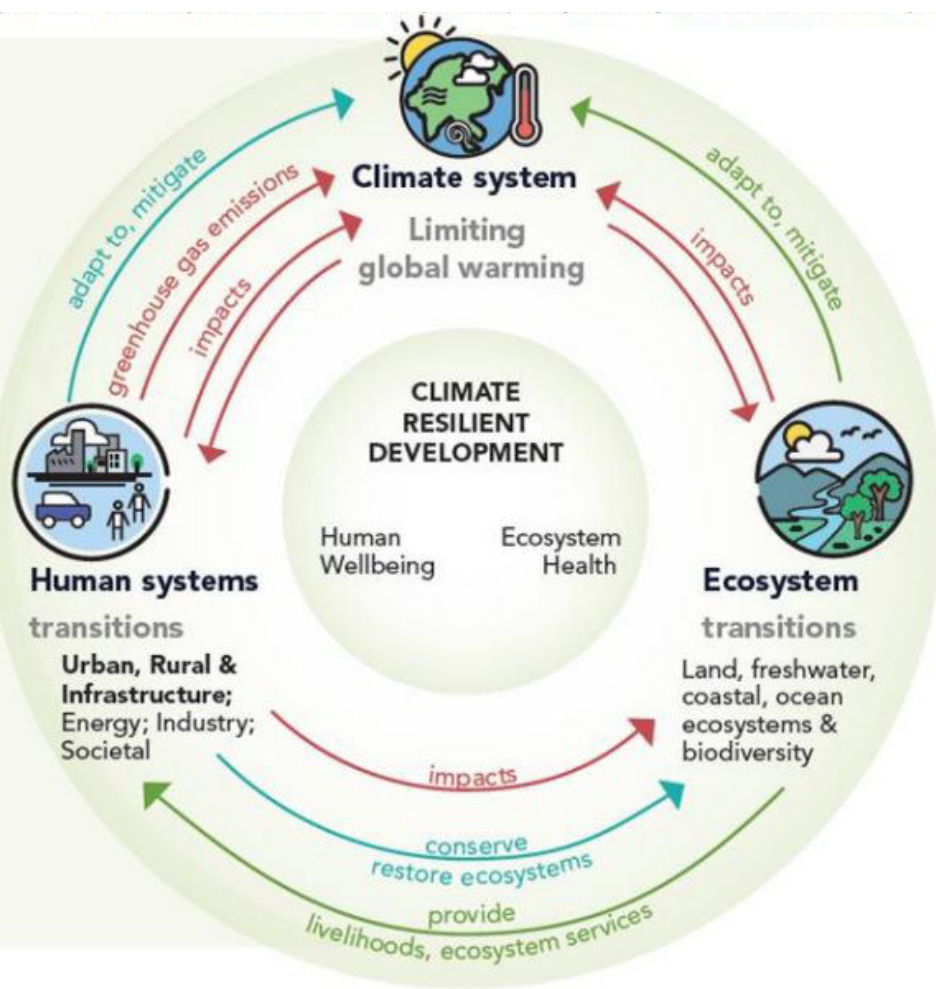 Climate system
Limiting
global warming
adapt to, mitigate
greenhouse gas emissions
impacts
impacts
adapt to, mitigate
CLIMATE
RESILIENT
DEVELOPMENT
Human
Wellbeing
Ecosystem
Health
Human systems
transitions
Urban, Rural &
Infrastructure;
Energy; Industry;
Societal
Ecosystem
transitions
Land, freshwater,
coastal, ocean
ecosystems &
biodiversity
impacts
conserve
restore ecosystems
provide
livelihoods, ecosystem services